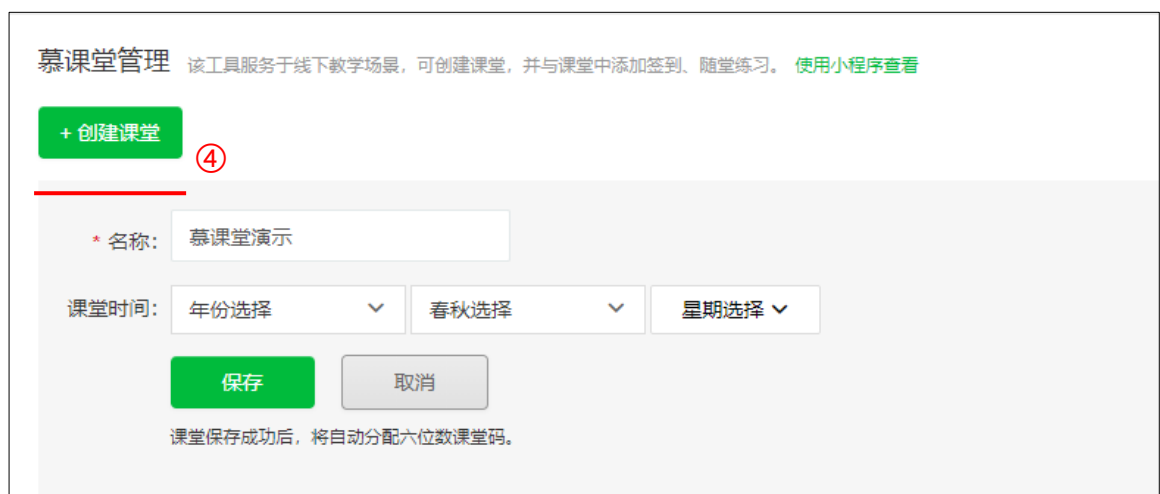 慕课堂管理 该工具服务于线下教学场景，可创建课堂，并与课堂中添加签到、随堂练习。 使用小程序查看
+ 创建课堂
④
* 名称： 慕课堂演示
课堂时间： 年份选择 春秋选择 星期选择
保存 取消
课堂保存成功后，将自动分配六位数课堂码。